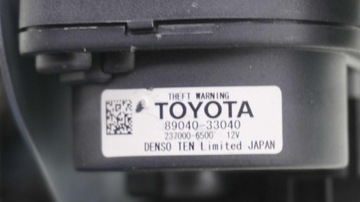 THEFT WARNING
TOYOTA
89040-33040
237000-6500 12V
DENSO TEN Limited JAPAN